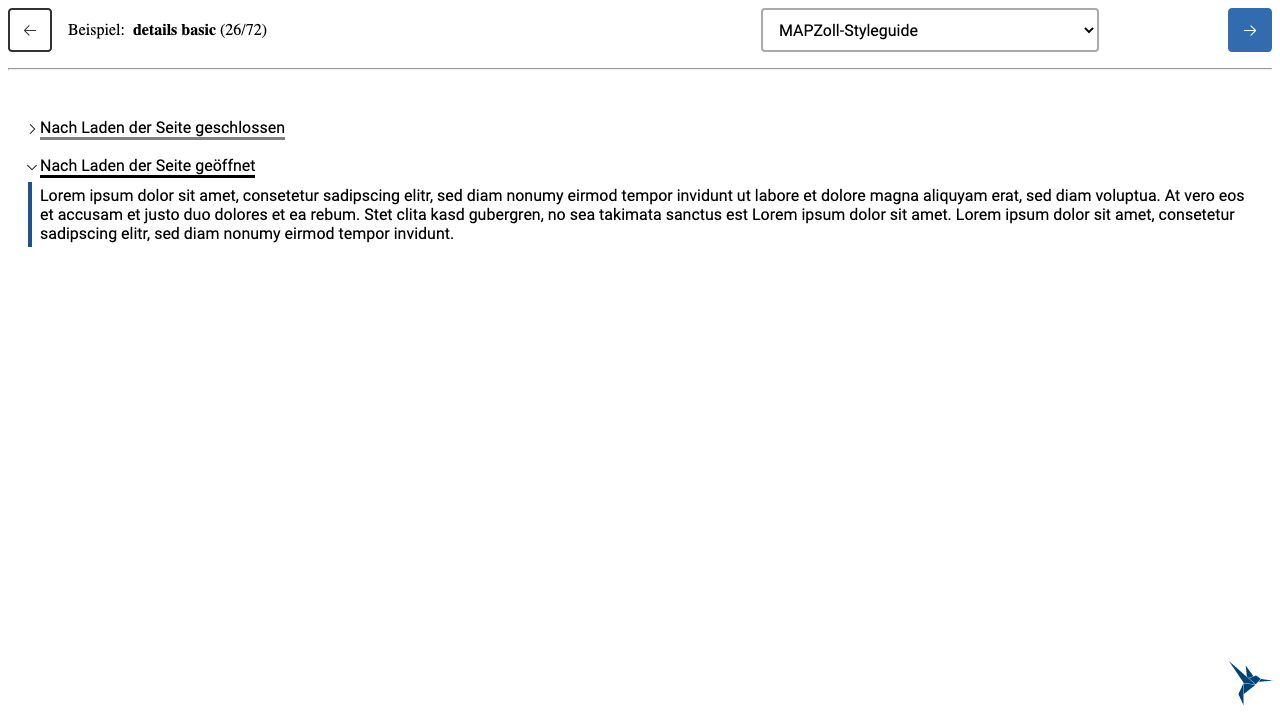 Beispiel: details basic (26/72)
MAPZoll-Styleguide
Nach Laden der Seite geschlossen
Nach Laden der Seite geöffnet
Lorem ipsum dolor sit amet, consetetur sadipscing elitr, sed diam nonumy eirmod tempor invidunt ut labore et dolore magna aliquyam erat, sed diam voluptua. At vero eos
et accusam et justo duo dolores et ea rebum. Stet clita kasd gubergren, no sea takimata sanctus est Lorem ipsum dolor sit amet. Lorem ipsum dolor sit amet, consetetur
sadipscing elitr, sed diam nonumy eirmod tempor invidunt.